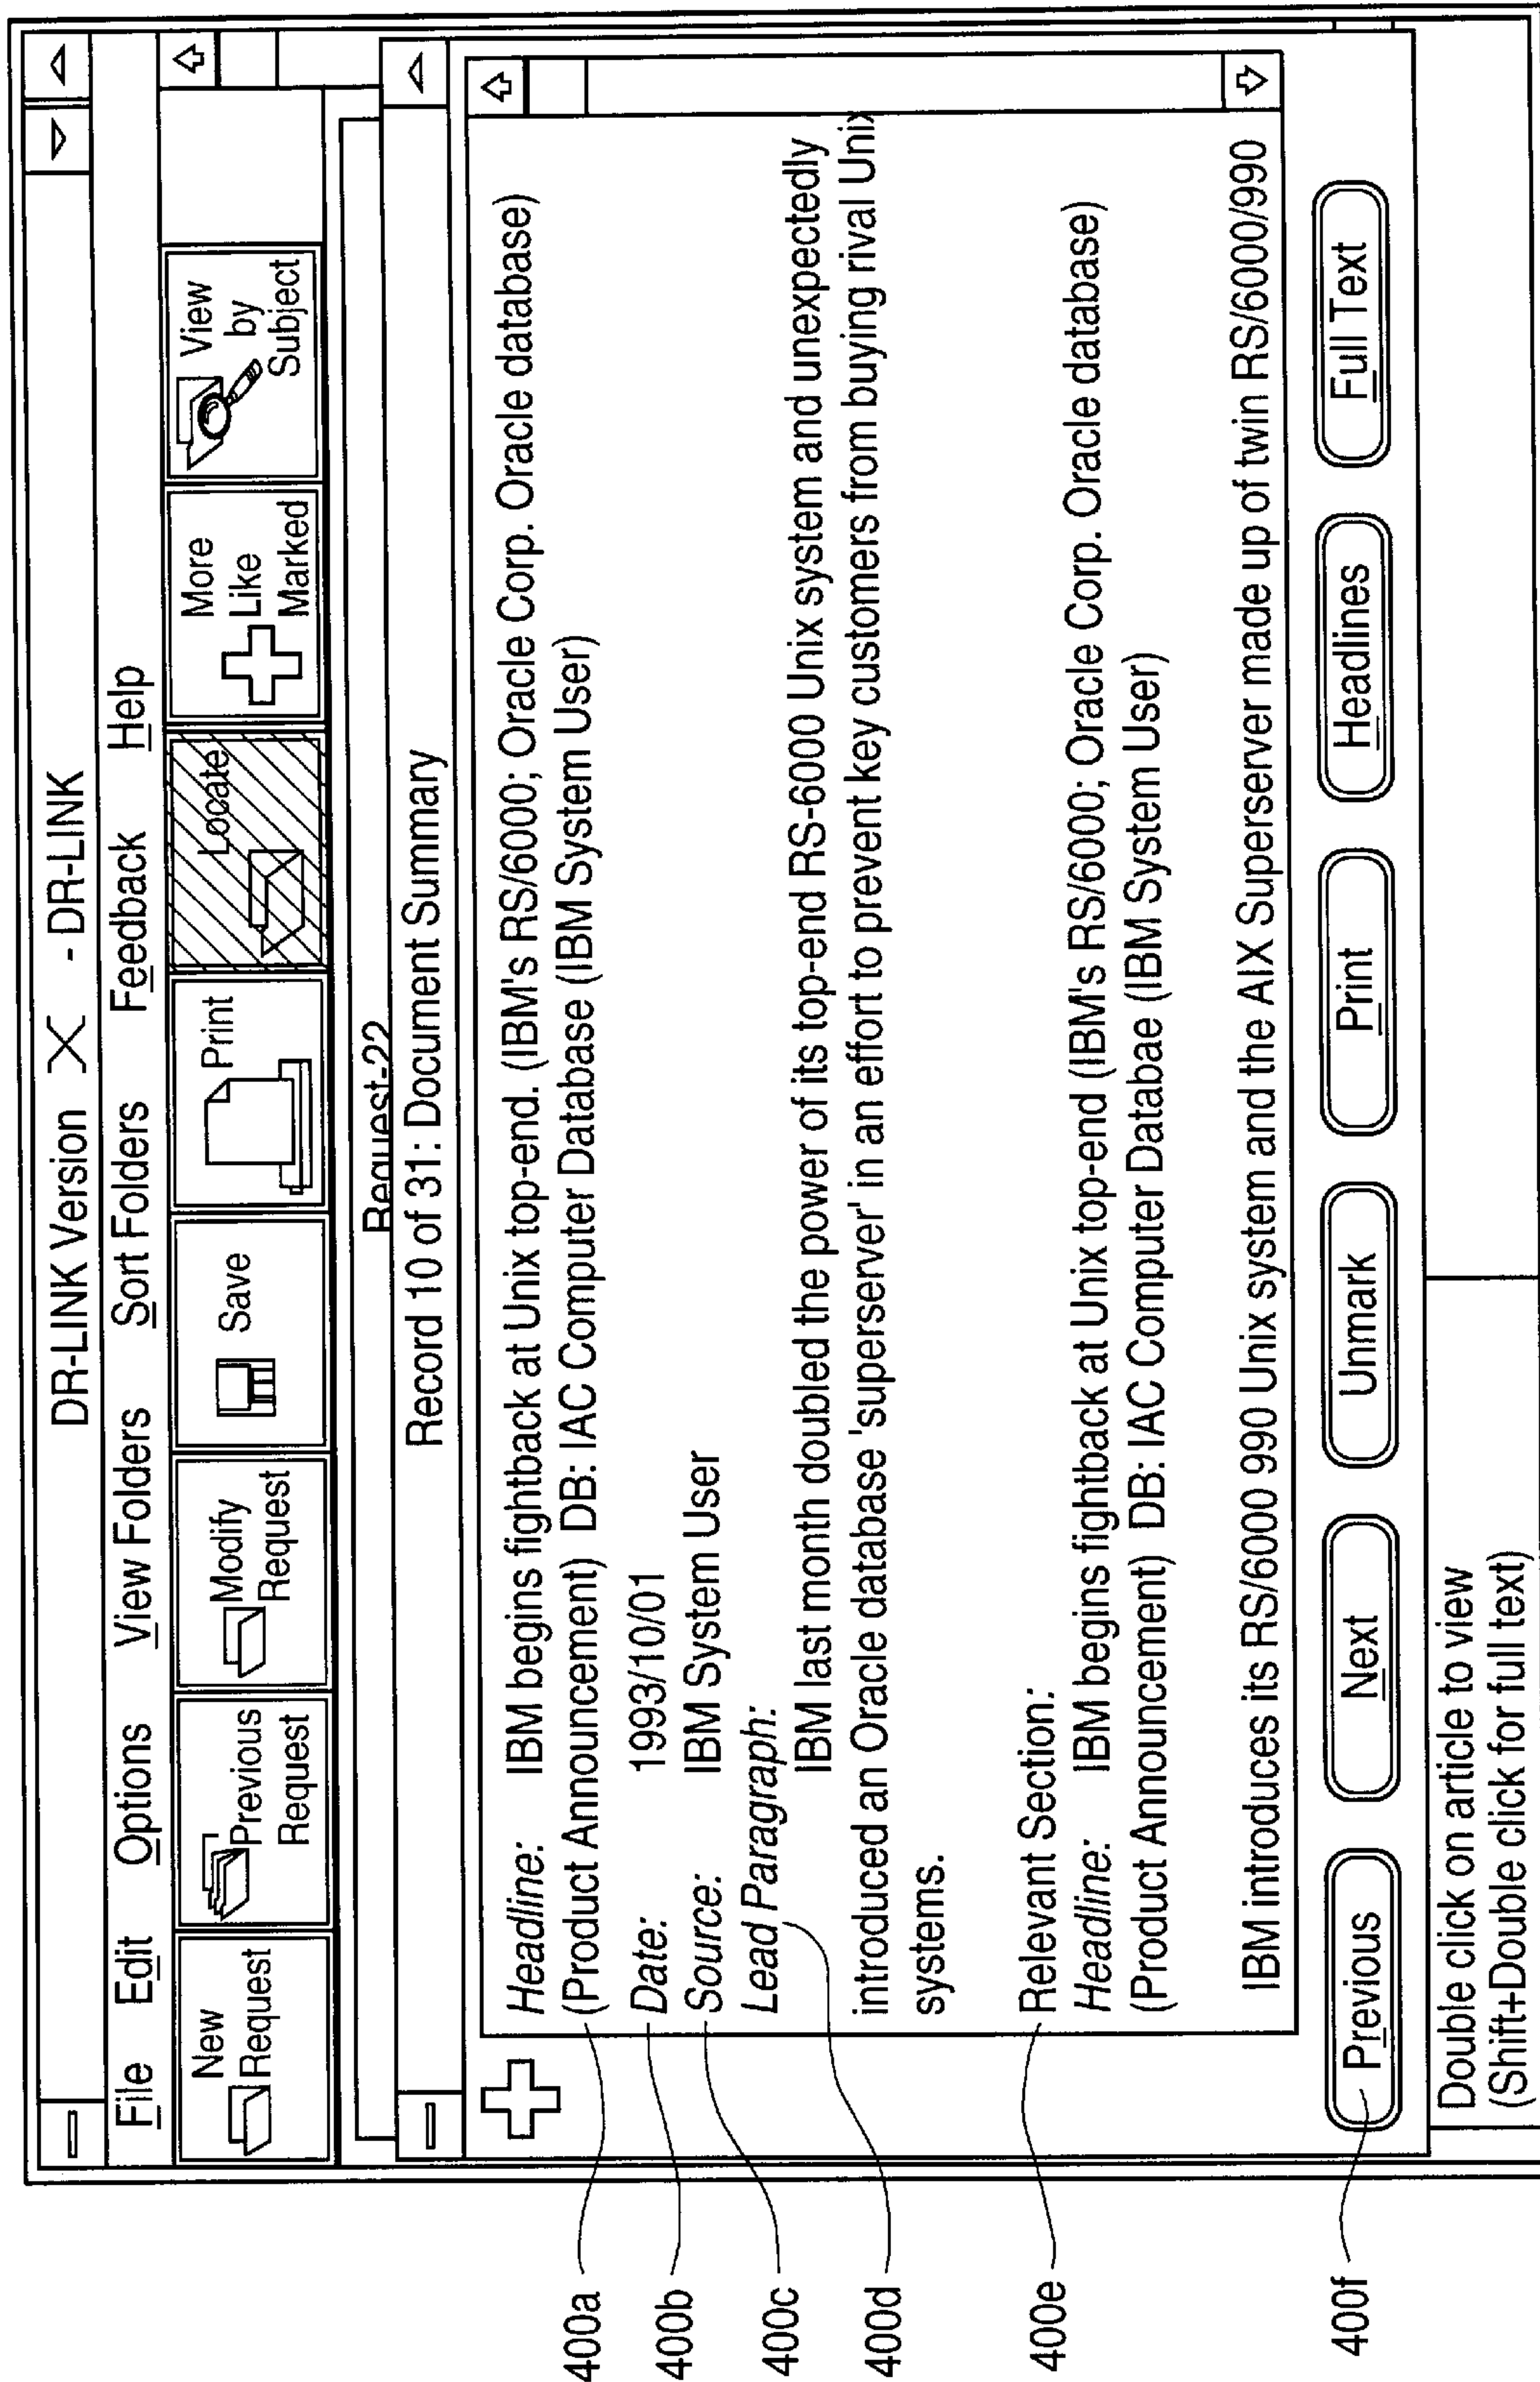 DR-LINK Version X - DR-LINK
File Edit Options View Folders Sort Folders Feedback Help
New Request
Previous Request
Modify Request
Save
Print
Locate
More Like Marked
View by Subject
Request-22
Record 10 of 31: Document Summary
Headline: IBM begins fightback at Unix top-end. (IBM's RS/6000; Oracle Corp. Oracle database)
(Product Announcement) DB: IAC Computer Database (IBM System User)
Date: 1993/10/01
Source: IBM System User
Lead Paragraph:
IBM last month doubled the power of its top-end RS-6000 Unix system and unexpectedly
introduced an Oracle database 'superserver' in an effort to prevent key customers from buying rival Unix
systems.
Relevant Section:
Headline: IBM begins fightback at Unix top-end (IBM's RS/6000; Oracle Corp. Oracle database)
(Product Announcement) DB: IAC Computer Databae (IBM System User)
IBM introduces its RS/6000 990 Unix system and the AIX Superserver made up of twin RS/6000/990
Previous Next Unmark Print Headlines Full Text
Double click on article to view
(Shift+Double click for full text)
400a
400b
400c
400d
400e
400f